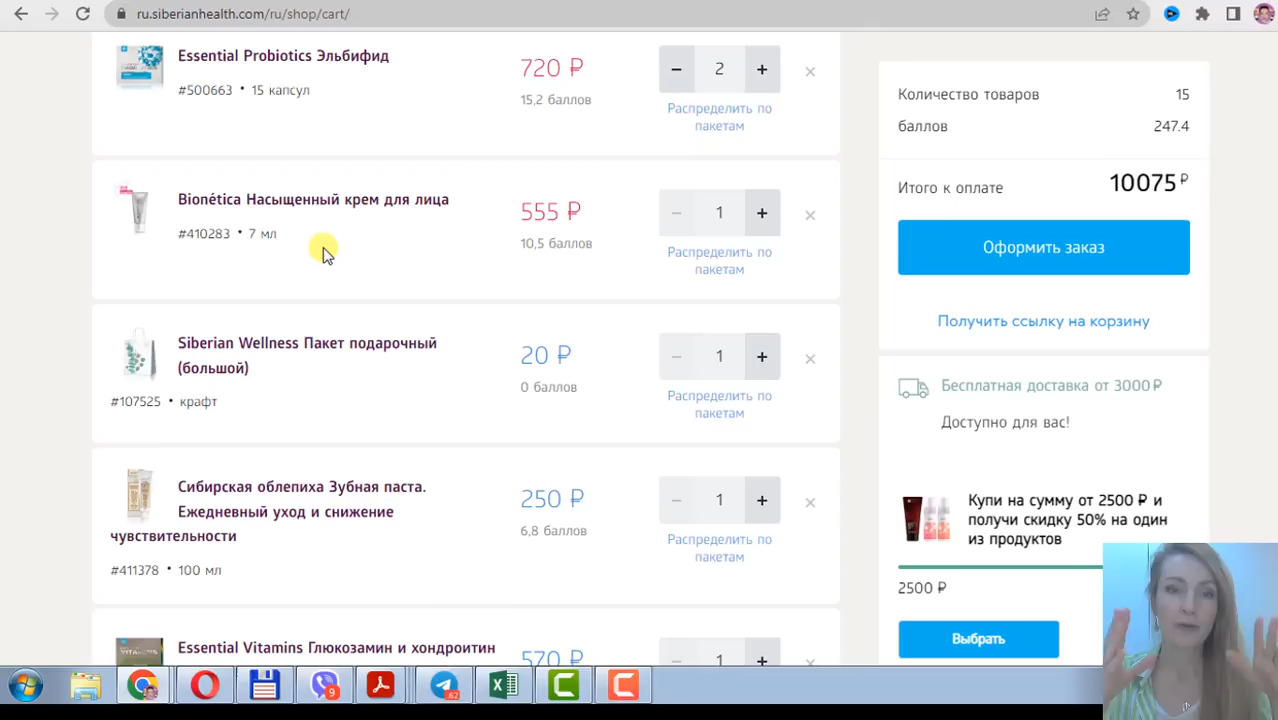 ru.siberianhealth.com/ru/shop/cart/
Essential Probiotics Эльбифид
#500663 • 15 капсул
720 ₽
15,2 баллов
− 2 +
Распределить по
пакетам
Bionética Насыщенный крем для лица
#410283 • 7 мл
555 ₽
10,5 баллов
− 1 +
Распределить по
пакетам
Siberian Wellness Пакет подарочный
(большой)
#107525 • крафт
20 ₽
0 баллов
− 1 +
Распределить по
пакетам
Сибирская облепиха Зубная паста.
Ежедневный уход и снижение
чувствительности
#411378 • 100 мл
250 ₽
6,8 баллов
− 1 +
Распределить по
пакетам
Essential Vitamins Глюкозамин и хондроитин
570 ₽
− 1 +
Количество товаров 15
баллов 247.4
Итого к оплате 10075 ₽
Оформить заказ
Получить ссылку на корзину
Бесплатная доставка от 3000 ₽
Доступно для вас!
Купи на сумму от 2500 ₽ и
получи скидку 50% на один
из продуктов
2500 ₽
Выбрать
9
62